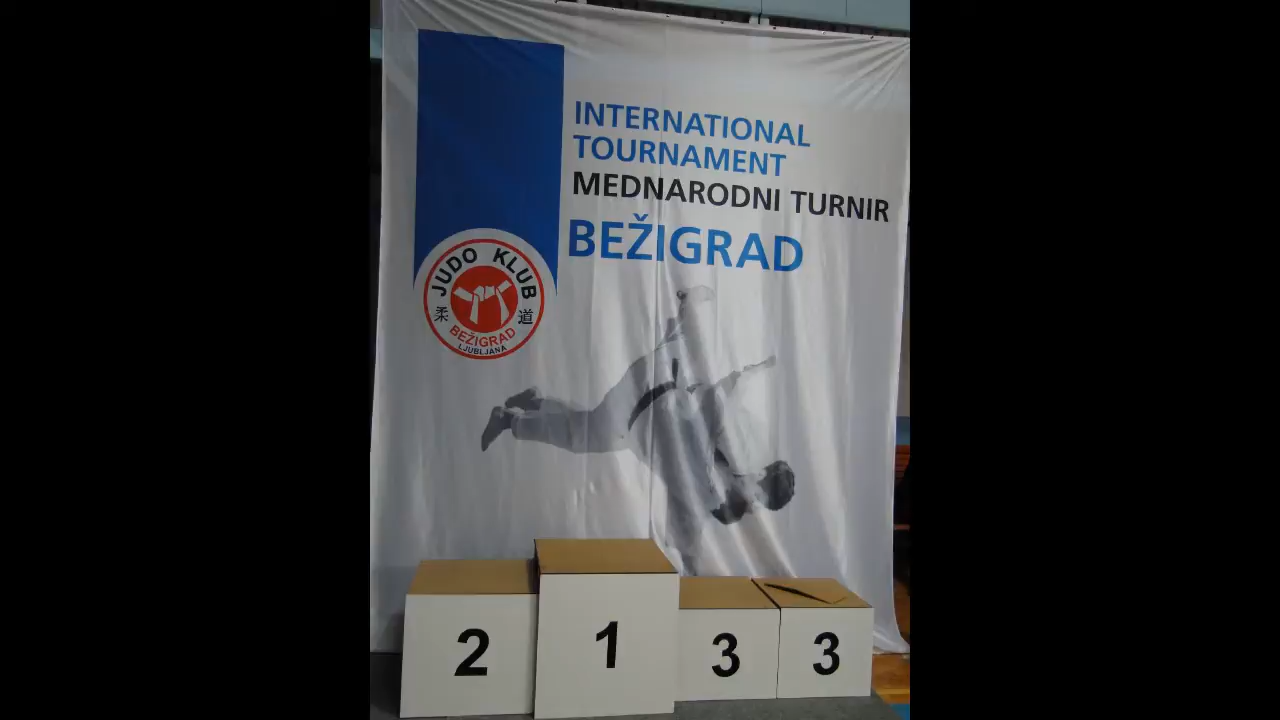 INTERNATIONAL
TOURNAMENT
MEDNARODNI TURNIR
BEŽIGRAD
JUDO KLUB
柔 道
BEŽIGRAD
LJUBLJANA
2
1
3
3